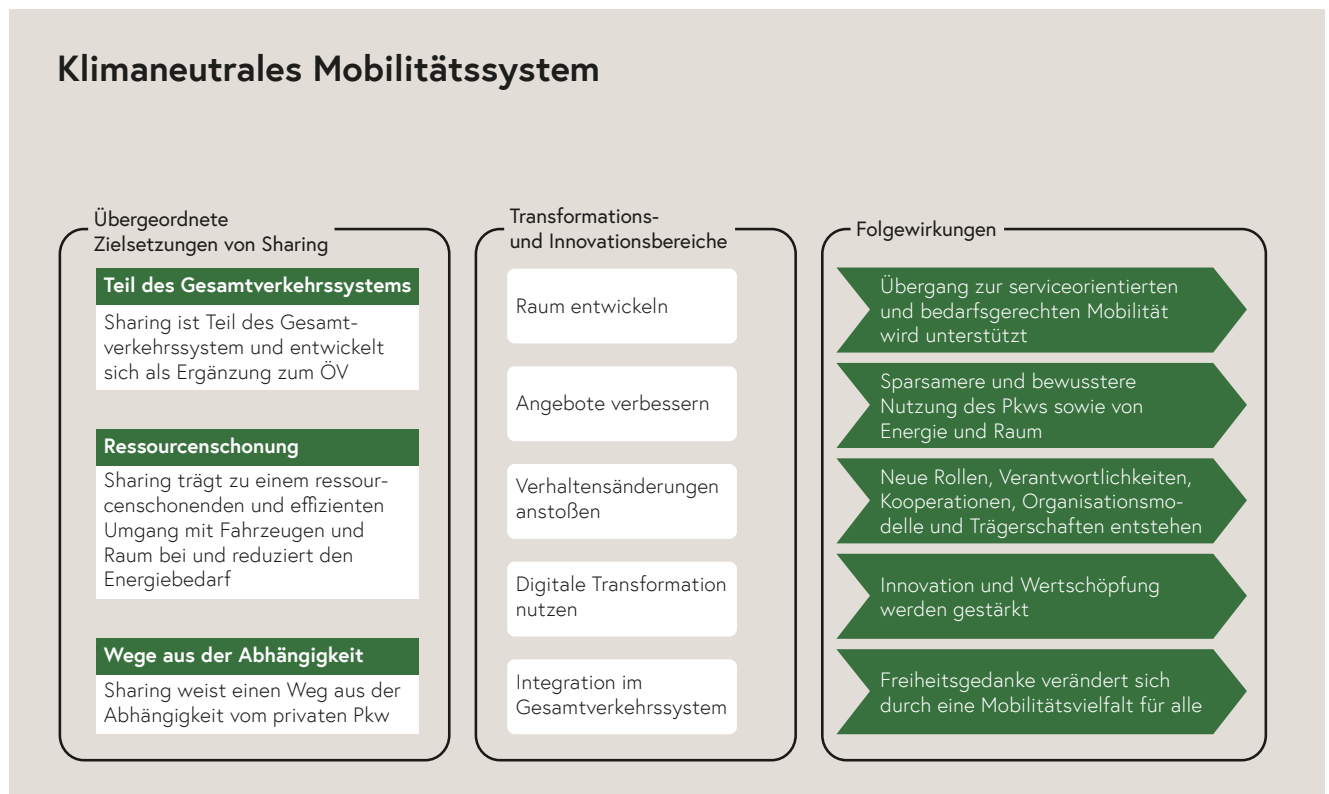 Klimaneutrales Mobilitätssystem
Übergeordnete
Zielsetzungen von Sharing
Teil des Gesamtverkehrssystems
Sharing ist Teil des Gesamt-
verkehrssystem und entwickelt
sich als Ergänzung zum ÖV
Ressourcenschonung
Sharing trägt zu einem ressour-
censchonenden und effizienten
Umgang mit Fahrzeugen und
Raum bei und reduziert den
Energiebedarf
Wege aus der Abhängigkeit
Sharing weist einen Weg aus der
Abhängigkeit vom privaten Pkw
Transformations-
und Innovationsbereiche
Raum entwickeln
Angebote verbessern
Verhaltensänderungen
anstoßen
Digitale Transformation
nutzen
Integration im
Gesamtverkehrssystem
Folgewirkungen
Übergang zur serviceorientierten
und bedarfsgerechten Mobilität
wird unterstützt
Sparsamere und bewusstere
Nutzung des Pkws sowie von
Energie und Raum
Neue Rollen, Verantwortlichkeiten,
Kooperationen, Organisationsmo-
delle und Trägerschaften entstehen
Innovation und Wertschöpfung
werden gestärkt
Freiheitsgedanke verändert sich
durch eine Mobilitätsvielfalt für alle